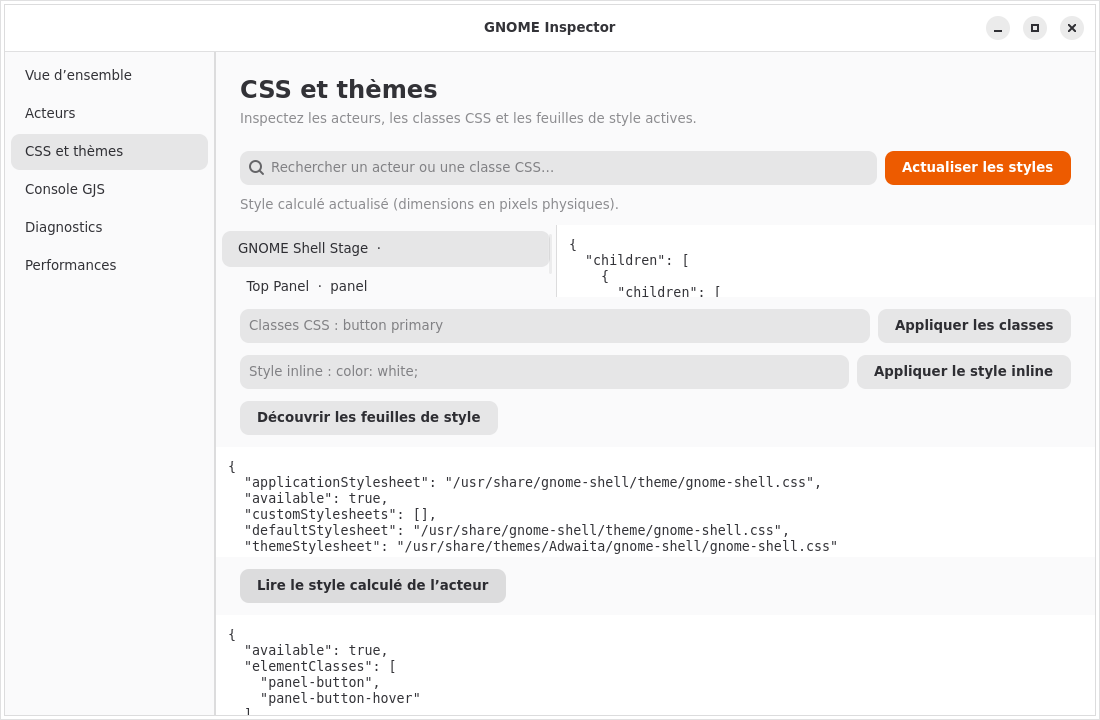 GNOME Inspector
Vue d’ensemble
Acteurs
CSS et thèmes
Console GJS
Diagnostics
Performances
CSS et thèmes
Inspectez les acteurs, les classes CSS et les feuilles de style actives.
Rechercher un acteur ou une classe CSS…
Actualiser les styles
Style calculé actualisé (dimensions en pixels physiques).
GNOME Shell Stage ·
Top Panel · panel
{
"children": [
{
"children": [
Classes CSS : button primary
Appliquer les classes
Style inline : color: white;
Appliquer le style inline
Découvrir les feuilles de style
{
"applicationStylesheet": "/usr/share/gnome-shell/theme/gnome-shell.css",
"available": true,
"customStylesheets": [],
"defaultStylesheet": "/usr/share/gnome-shell/theme/gnome-shell.css",
"themeStylesheet": "/usr/share/themes/Adwaita/gnome-shell/gnome-shell.css"
Lire le style calculé de l’acteur
{
"available": true,
"elementClasses": [
"panel-button",
"panel-button-hover"
]